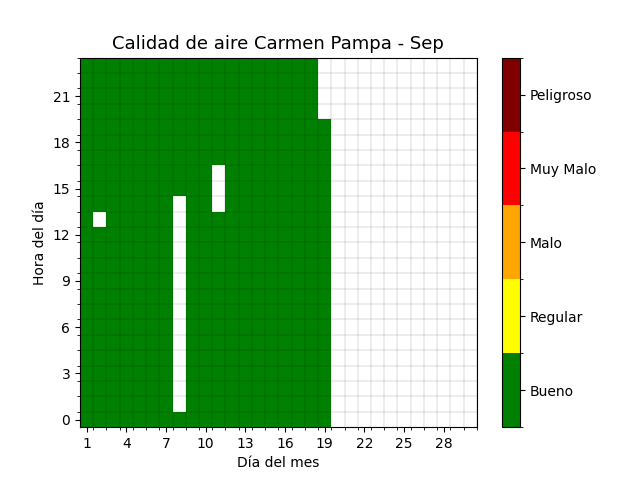 Calidad de aire Carmen Pampa - Sep
Hora del día
21
18
15
12
9
6
3
0
1 4 7 10 13 16 19 22 25 28
Día del mes
Peligroso
Muy Malo
Malo
Regular
Bueno